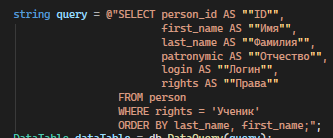 string query = @"SELECT person_id AS ""ID"",
first_name AS ""Имя"",
last_name AS ""Фамилия"",
patronymic AS ""Отчество"",
login AS ""Логин"",
rights AS ""Права""
FROM person
WHERE rights = 'Ученик'
ORDER BY last_name, first_name;";
DataTable dataTable = db.DataQuery(query);